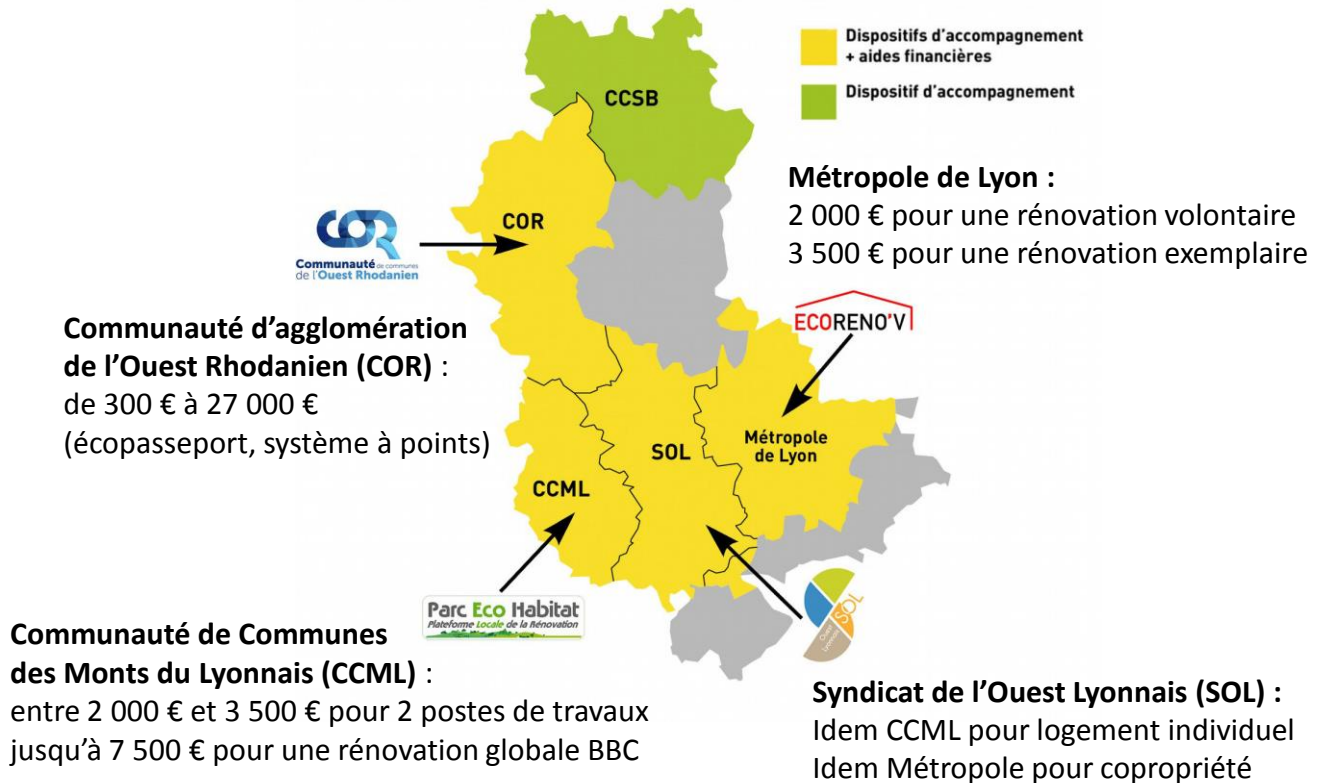 Dispositifs d'accompagnement
+ aides financières
Dispositif d'accompagnement
CCSB
Métropole de Lyon :
2 000 € pour une rénovation volontaire
3 500 € pour une rénovation exemplaire
COR
COR
Communauté de communes
de l'Ouest Rhodanien
ECORENO'V
Communauté d’agglomération
de l’Ouest Rhodanien (COR) :
de 300 € à 27 000 €
(écopasseport, système à points)
Métropole
de Lyon
SOL
CCML
Parc Eco Habitat
Plateforme Locale de la Rénovation
SOL
Ouest
Lyonnais
Communauté de Communes
des Monts du Lyonnais (CCML) :
entre 2 000 € et 3 500 € pour 2 postes de travaux
jusqu’à 7 500 € pour une rénovation globale BBC
Syndicat de l’Ouest Lyonnais (SOL) :
Idem CCML pour logement individuel
Idem Métropole pour copropriété